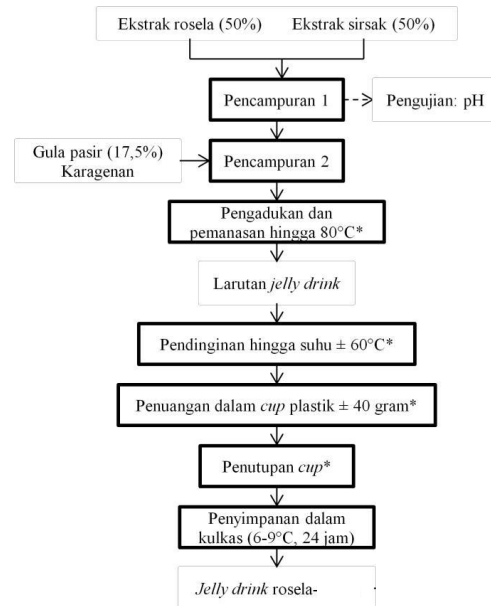 Ekstrak rosela (50%) Ekstrak sirsak (50%)
Pencampuran 1
Pengujian: pH
Gula pasir (17,5%)
Karagenan
Pencampuran 2
Pengadukan dan
pemanasan hingga 80°C*
Larutan jelly drink
Pendinginan hingga suhu ± 60°C*
Penuangan dalam cup plastik ± 40 gram*
Penutupan cup*
Penyimpanan dalam
kulkas (6-9°C, 24 jam)
Jelly drink rosela-